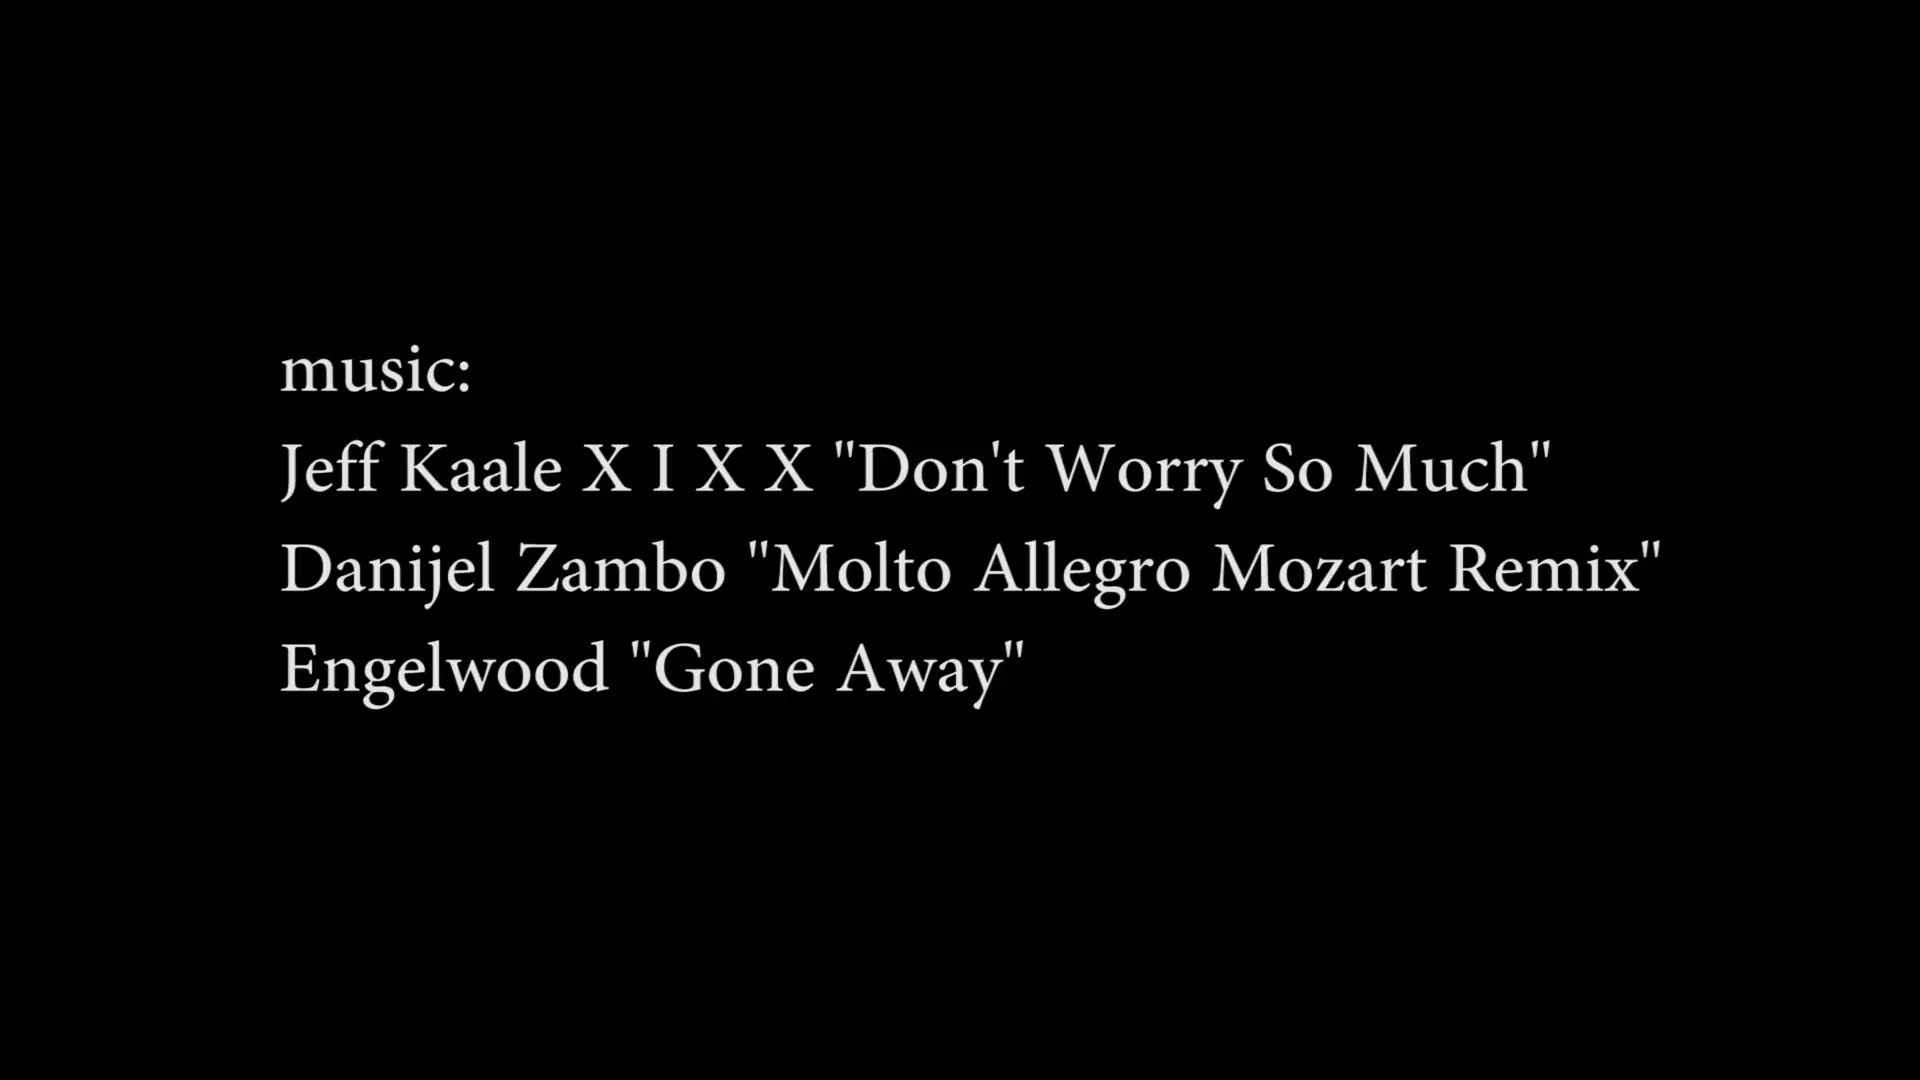 music:
Jeff Kaale X I X X "Don't Worry So Much"
Danijel Zambo "Molto Allegro Mozart Remix"
Engelwood "Gone Away"